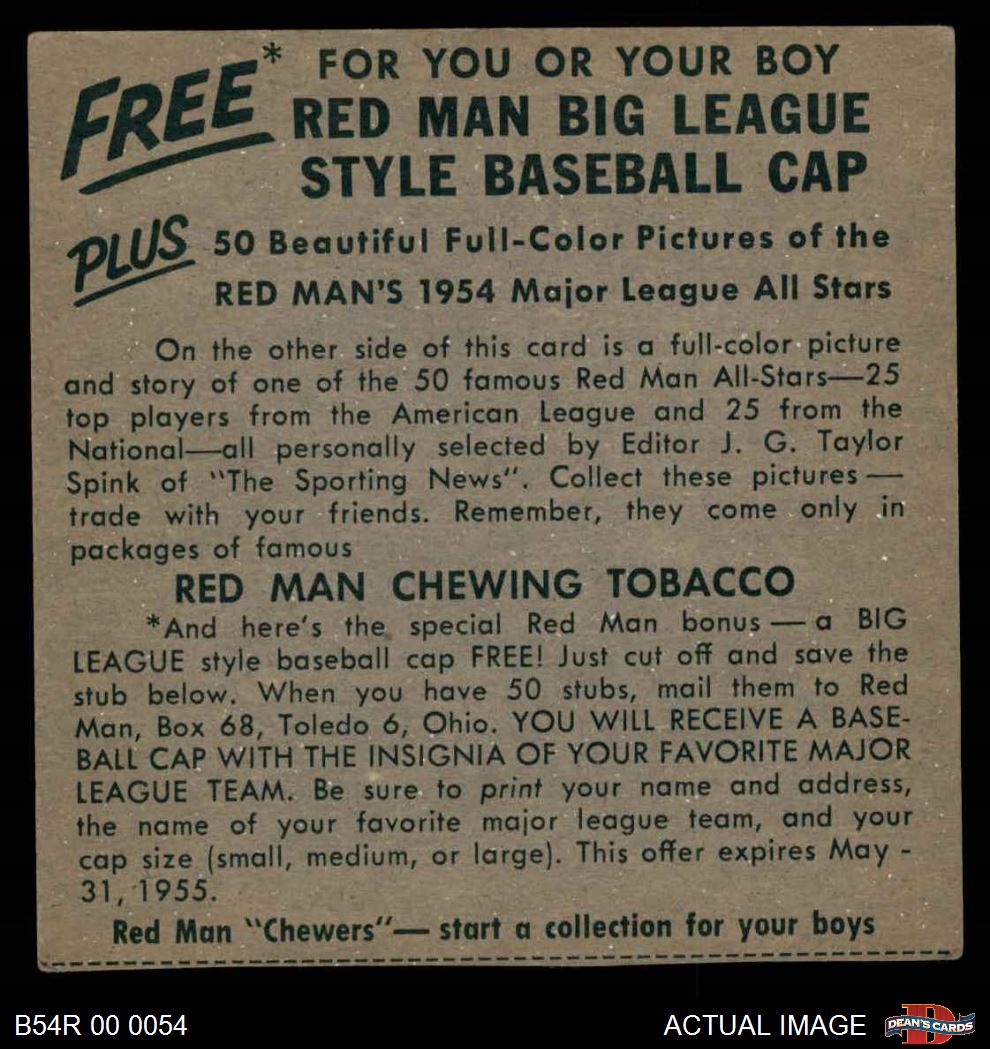 FREE* FOR YOU OR YOUR BOY
RED MAN BIG LEAGUE
STYLE BASEBALL CAP
PLUS 50 Beautiful Full-Color Pictures of the
RED MAN'S 1954 Major League All Stars
On the other side of this card is a full-color picture
and story of one of the 50 famous Red Man All-Stars—25
top players from the American League and 25 from the
National—all personally selected by Editor J. G. Taylor
Spink of "The Sporting News". Collect these pictures —
trade with your friends. Remember, they come only in
packages of famous
RED MAN CHEWING TOBACCO
*And here's the special Red Man bonus — a BIG
LEAGUE style baseball cap FREE! Just cut off and save the
stub below. When you have 50 stubs, mail them to Red
Man, Box 68, Toledo 6, Ohio. YOU WILL RECEIVE A BASE-
BALL CAP WITH THE INSIGNIA OF YOUR FAVORITE MAJOR
LEAGUE TEAM. Be sure to print your name and address,
the name of your favorite major league team, and your
cap size (small, medium, or large). This offer expires May -
31, 1955.
Red Man "Chewers"— start a collection for your boys
B54R 00 0054
ACTUAL IMAGE
DEAN'S CARDS